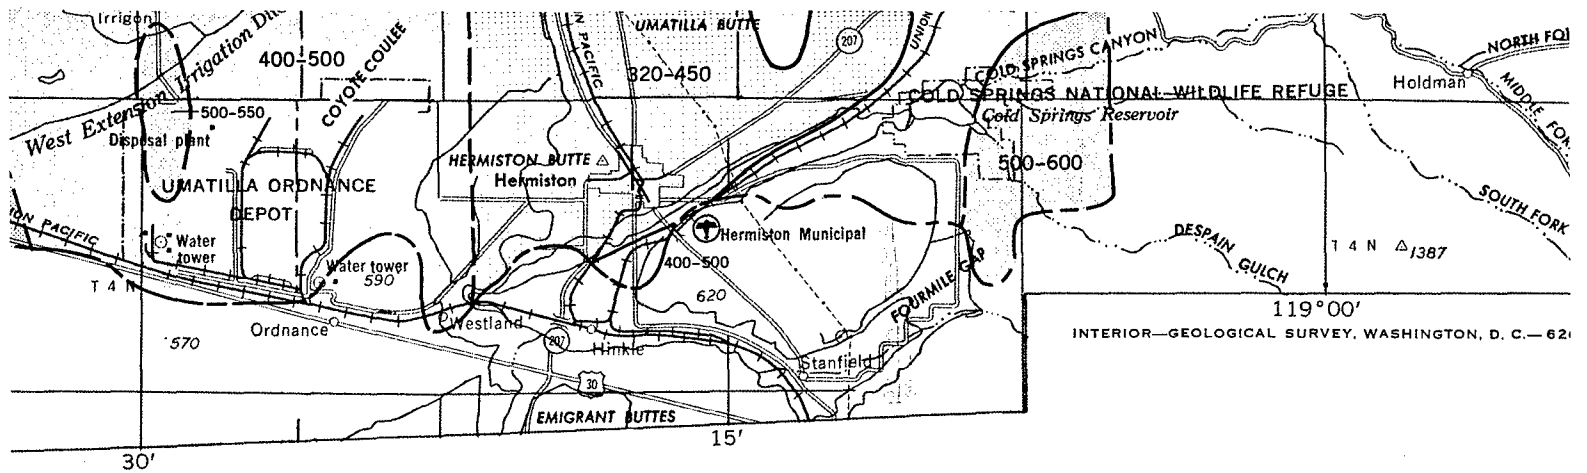 Irrigon
West Extension Irrigation
400-500
COYOTE COULEE
PACIFIC
UMATILLA BUTTE
320-450
207
UNION
COLD SPRINGS CANYON
NORTH
Holdman
MIDDLE
COLD SPRINGS NATIONAL WILDLIFE REFUGE
Cold Springs Reservoir
500-550
Disposal plant
HERMISTON BUTTE
Hermiston
500-600
UMATILLA ORDNANCE
DEPOT
PACIFIC
Water
tower
Water tower
590
Hermiston Municipal
400-500
620
FOURMILE GAP
DESPAIN
GULCH
SOUTH FORK
T 4 N
1387
T 4 N
Ordnance
570
Westland
207
Hinkle
30
Stanfield
EMIGRANT BUTTES
119°00'
INTERIOR—GEOLOGICAL SURVEY, WASHINGTON, D. C.—
30'
15'